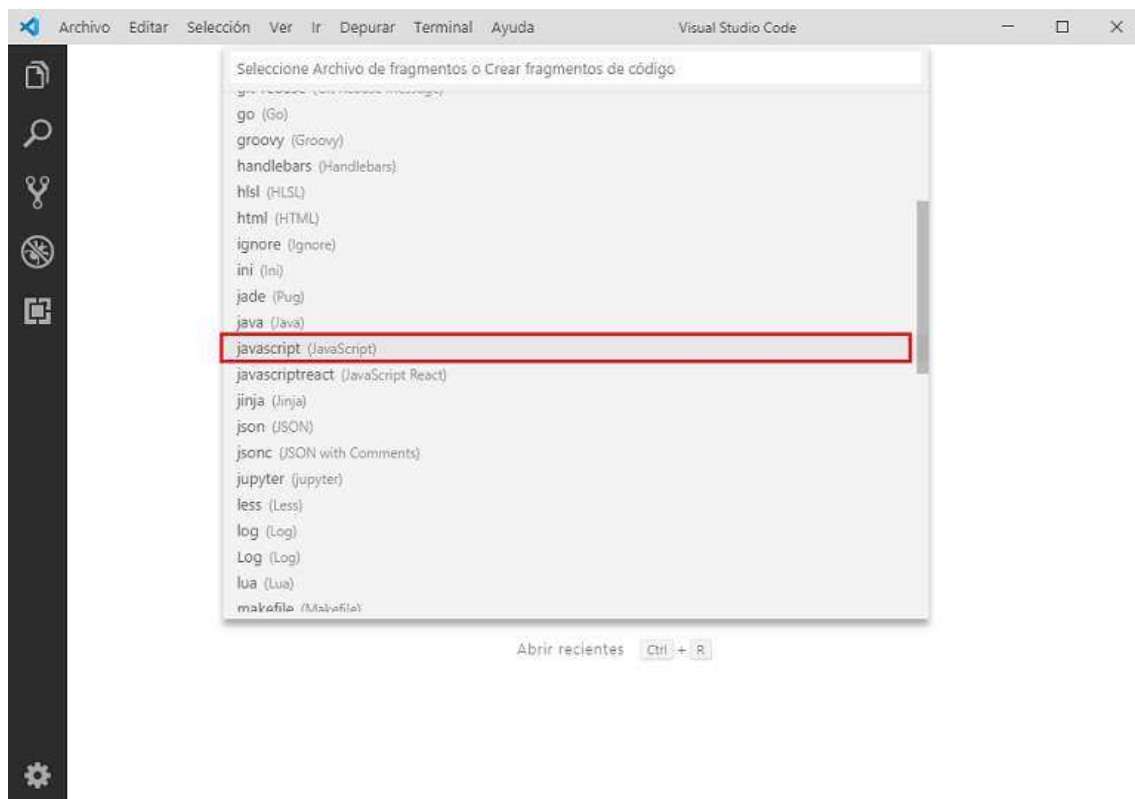 Archivo Editar Selección Ver Ir Depurar Terminal Ayuda Visual Studio Code
Seleccione Archivo de fragmentos o Crear fragmentos de código
go (Go)
groovy (Groovy)
handlebars (Handlebars)
hlsl (HLSL)
html (HTML)
ignore (Ignore)
ini (Ini)
jade (Pug)
java (Java)
javascript (JavaScript)
javascriptreact (JavaScript React)
jinja (Jinja)
json (JSON)
jsonc (JSON with Comments)
jupyter (jupyter)
less (Less)
log (Log)
Log (Log)
lua (Lua)
makefile (Makefile)
Abrir recientes Ctrl + R